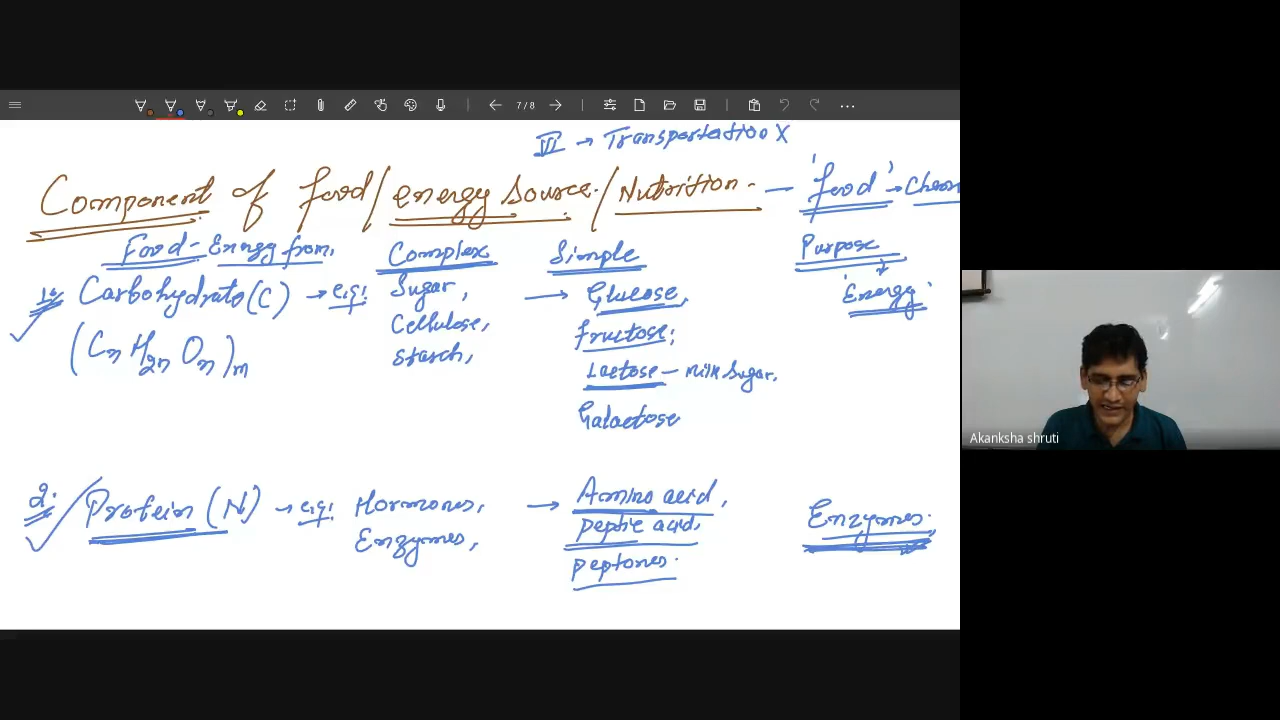 7/8
VI → Transportation X
Component of food/energy source./Nutrition. — 'food' → Chem
Food - Energy from, Complex Simple Purpose
1. Carbohydrate (C) → e.g: Sugar, → Glucose, 'Energy'
Cellulose, fructose,
(Cn H2n On)m Starch, Lactose - milk sugar,
Galactose
2. Protein (N) → e.g: Hormones, → Amino acid,
Enzymes, peptic acid, Enzymes.
peptones.
Akanksha shruti